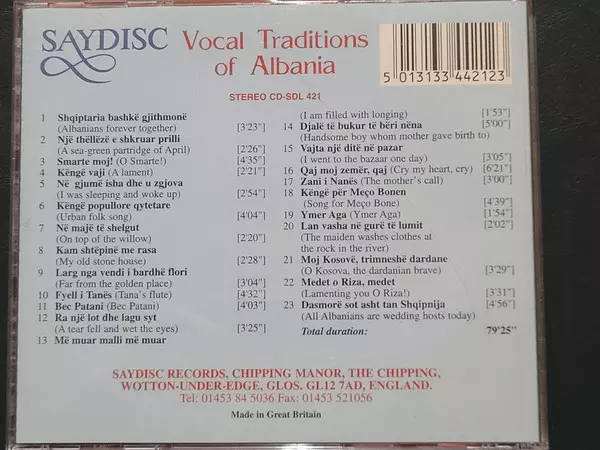 SAYDISC
Vocal Traditions
of Albania
5 013133 442123
STEREO CD-SDL 421
1 Shqiptaria bashkë gjithmonë
(Albanians forever together) [3'23"]
2 Një thëllëzë e shkruar prilli
(A sea-green partridge of April) [2'26"]
3 Smarte moj! (O Smarte!) [4'35"]
4 Këngë vaji (A lament) [2'21"]
5 Në gjumë isha dhe u zgjova
(I was sleeping and woke up) [2'54"]
6 Këngë popullore qytetare
(Urban folk song) [4'04"]
7 Në majë të shelgut
(On top of the willow) [2'20"]
8 Kam shtëpinë me rasa
(My old stone house) [2'28"]
9 Larg nga vendi i bardhë flori
(Far from the golden place) [3'04"]
10 Fyell i Tanës (Tana's flute) [4'32"]
11 Bec Patani (Bec Patani) [4'03"]
12 Ra një lot dhe lagu syt
(A tear fell and wet the eyes) [3'25"]
13 Më muar malli më muar
(I am filled with longing) [1'53"]
14 Djalë të bukur të bëri nëna [5'00"]
(Handsome boy whom mother gave birth to)
15 Vajta një ditë në pazar
(I went to the bazaar one day) [3'05"]
16 Qaj moj zemër, qaj (Cry my heart, cry) [6'21"]
17 Zani i Nanës (The mother's call) [3'00"]
18 Këngë për Meço Bonen
(Song for Meço Bone) [4'39"]
19 Ymer Aga (Ymer Aga) [1'54"]
20 Lan vasha në gurë të lumit [2'02"]
(The maiden washes clothes at
the rock in the river)
21 Moj Kosovë, trimneshë dardane
(O Kosova, the dardanian brave) [3'29"]
22 Medet o Riza, medet
(Lamenting you O Riza!) [3'31"]
23 Dasmorë sot asht tan Shqipnija [4'56"]
(All Albanians are wedding hosts today)
Total duration: 79'25"
SAYDISC RECORDS, CHIPPING MANOR, THE CHIPPING,
WOTTON-UNDER-EDGE, GLOS. GL12 7AD, ENGLAND.
Tel: 01453 84 5036 Fax: 01453 521056
Made in Great Britain